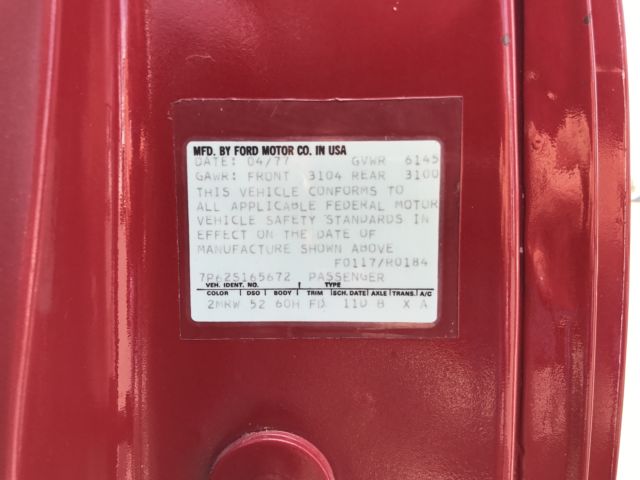 MFD. BY FORD MOTOR CO. IN USA
DATE: 04/77 GVWR 6145
GAWR: FRONT 3104 REAR 3100
THIS VEHICLE CONFORMS TO
ALL APPLICABLE FEDERAL MOTOR
VEHICLE SAFETY STANDARDS IN
EFFECT ON THE DATE OF
MANUFACTURE SHOWN ABOVE
F0117/R0184
7P62S165672 PASSENGER
VEH. IDENT. NO. TYPE
COLOR DSO BODY TRIM SCH. DATE AXLE TRANS. A/C
2MRW 52 60H FD 11U 8 X A